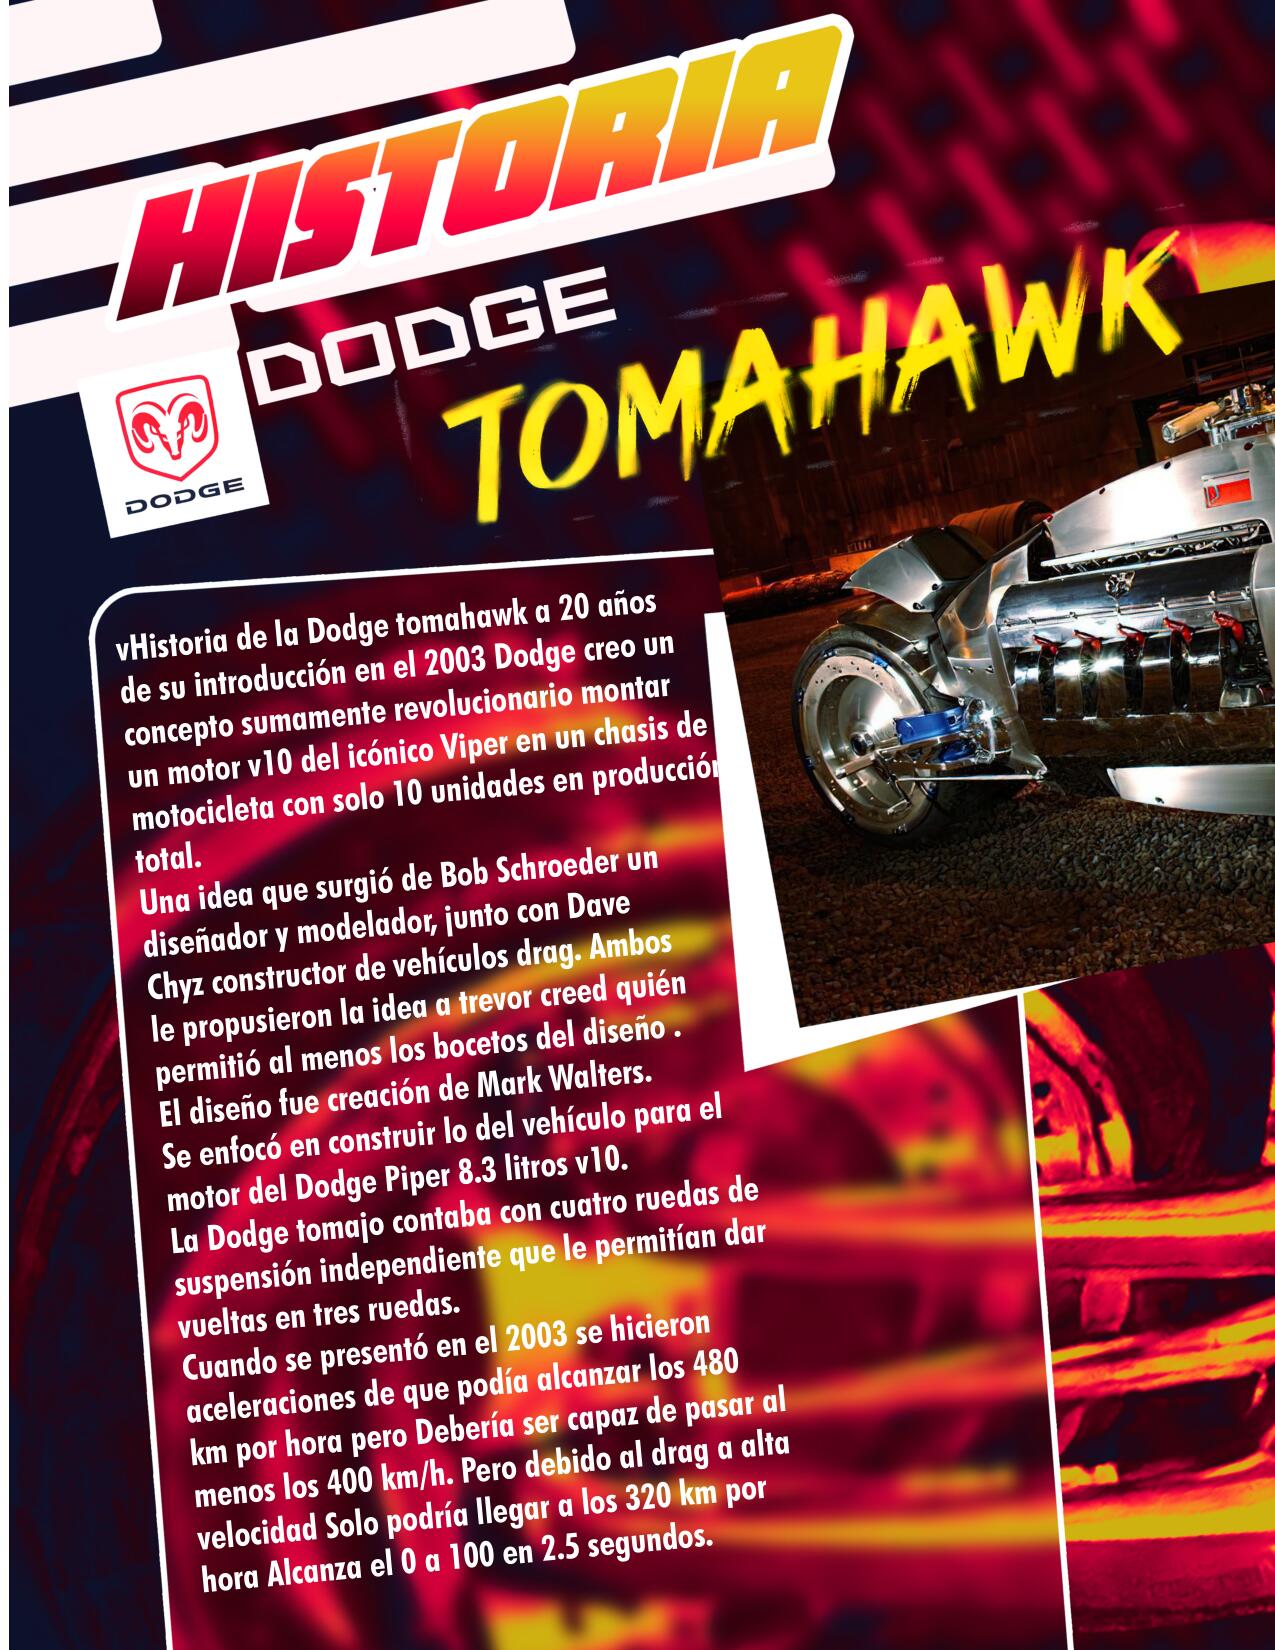 HISTORIA
DODGE
TOMAHAWK
DODGE
vHistoria de la Dodge tomahawk a 20 años
de su introducción en el 2003 Dodge creo un
concepto sumamente revolucionario montar
un motor v10 del icónico Viper en un chasis de
motocicleta con solo 10 unidades en producción
total.
Una idea que surgió de Bob Schroeder un
diseñador y modelador, junto con Dave
Chyz constructor de vehículos drag. Ambos
le propusieron la idea a trevor creed quién
permitió al menos los bocetos del diseño .
El diseño fue creación de Mark Walters.
Se enfocó en construir lo del vehículo para el
motor del Dodge Piper 8.3 litros v10.
La Dodge tomajo contaba con cuatro ruedas de
suspensión independiente que le permitían dar
vueltas en tres ruedas.
Cuando se presentó en el 2003 se hicieron
aceleraciones de que podía alcanzar los 480
km por hora pero Debería ser capaz de pasar al
menos los 400 km/h. Pero debido al drag a alta
velocidad Solo podría llegar a los 320 km por
hora Alcanza el 0 a 100 en 2.5 segundos.